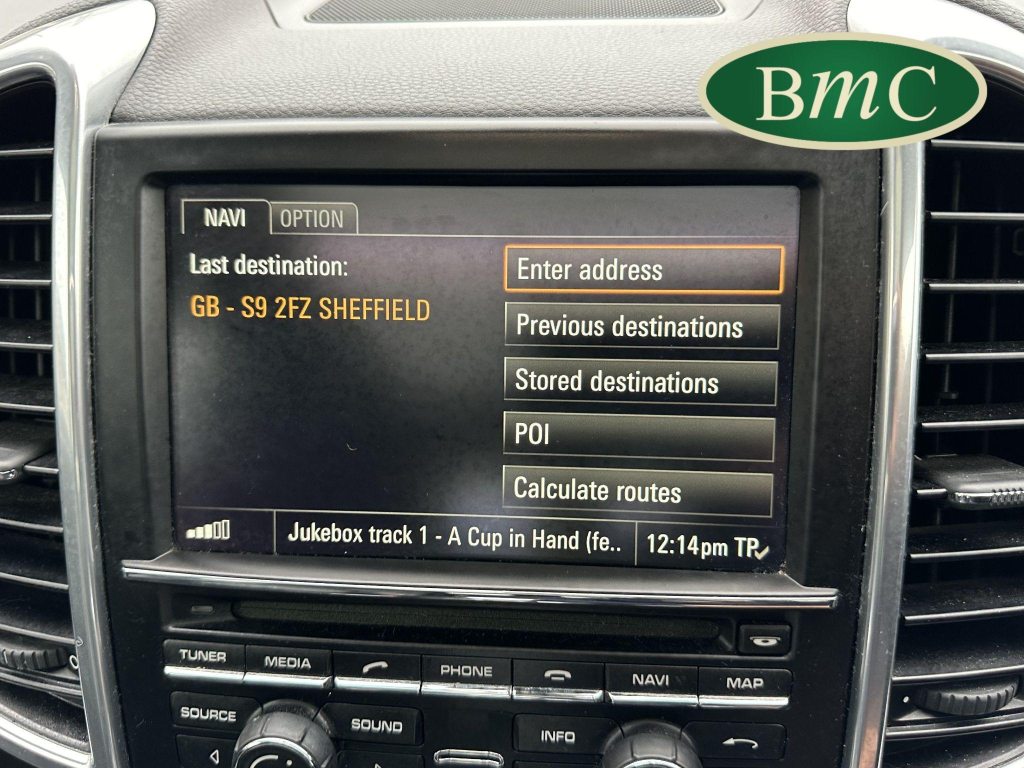 BmC
NAVI OPTION
Last destination:
GB - S9 2FZ SHEFFIELD
Enter address
Previous destinations
Stored destinations
POI
Calculate routes
Jukebox track 1 - A Cup in Hand (fe.. 12:14pm TP
TUNER MEDIA PHONE NAVI MAP
SOURCE SOUND INFO